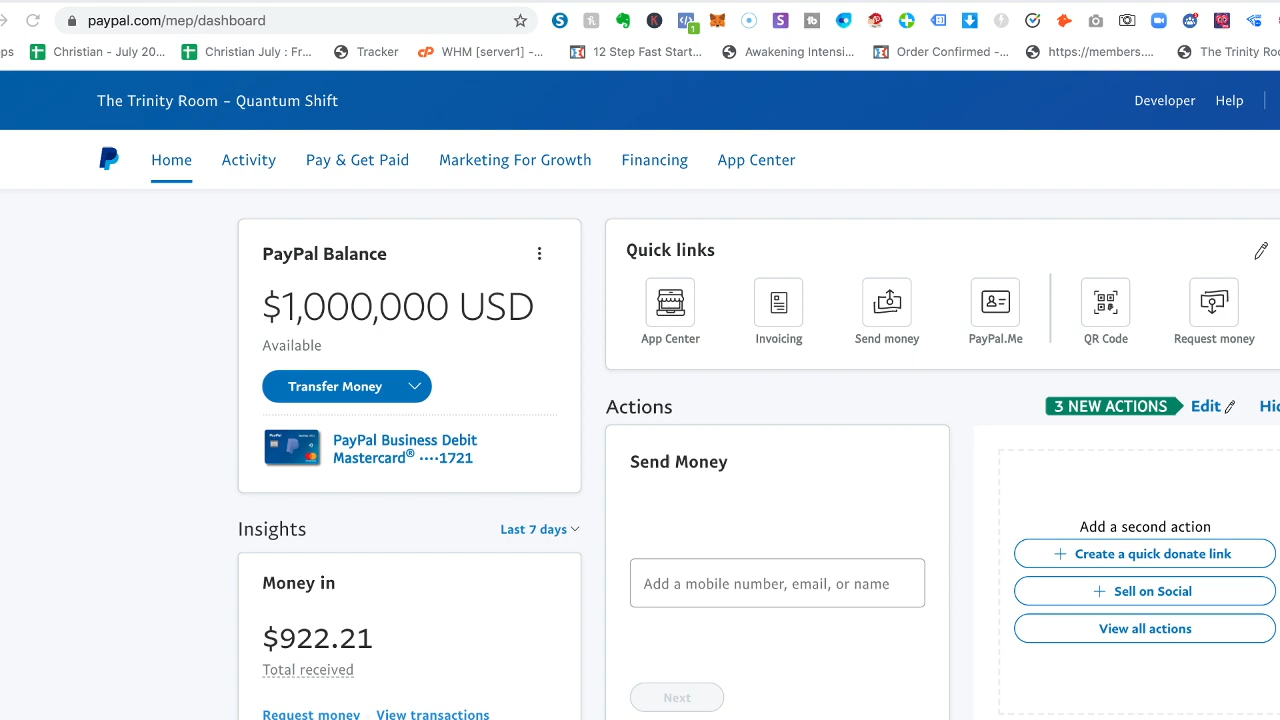 paypal.com/mep/dashboard
Christian - July 20... Christian July : Fr... Tracker WHM [server1] -... 12 Step Fast Start... Awakening Intensi... Order Confirmed -... https://members.... The Trinity Roo
The Trinity Room - Quantum Shift
Developer Help
Home Activity Pay & Get Paid Marketing For Growth Financing App Center
PayPal Balance
$1,000,000 USD
Available
Transfer Money
PayPal Business Debit
Mastercard® ····1721
Quick links
App Center Invoicing Send money PayPal.Me QR Code Request money
Actions
3 NEW ACTIONS Edit Hid
Send Money
Add a mobile number, email, or name
Next
Add a second action
+ Create a quick donate link
+ Sell on Social
View all actions
Insights
Last 7 days
Money in
$922.21
Total received
Request money View transactions